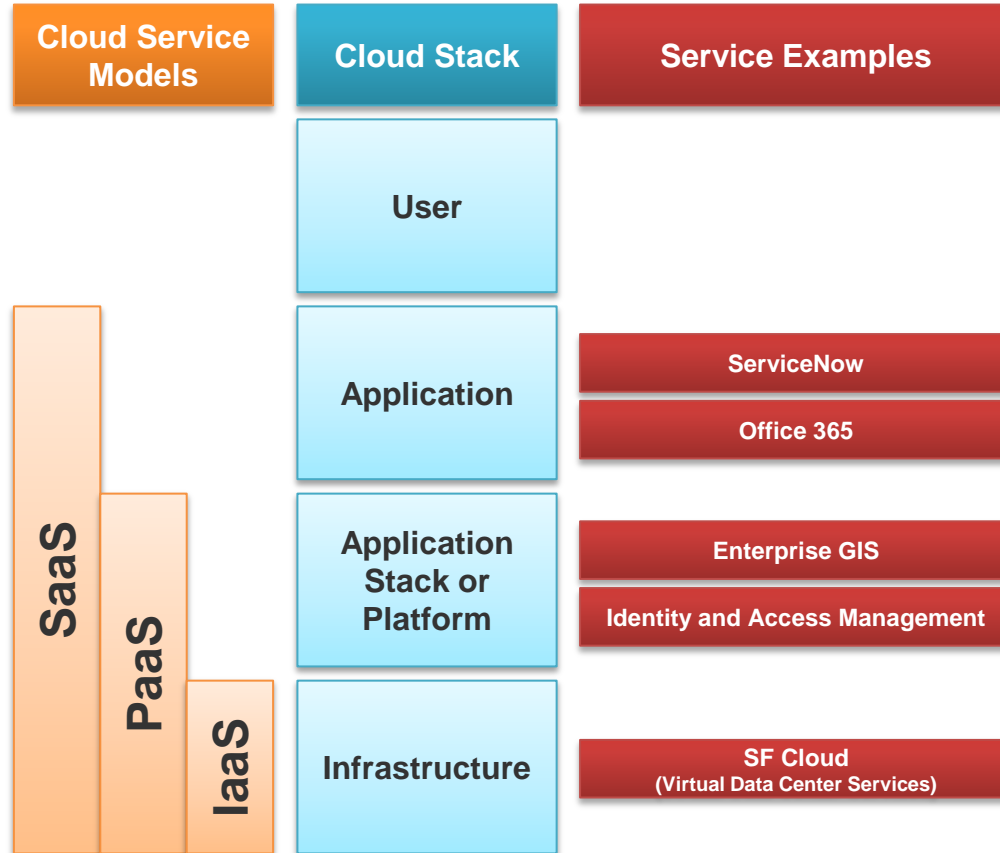 Cloud Service
Models
Cloud Stack
Service Examples
User
Application
ServiceNow
Office 365
SaaS
PaaS
IaaS
Application
Stack or
Platform
Enterprise GIS
Identity and Access Management
Infrastructure
SF Cloud
(Virtual Data Center Services)